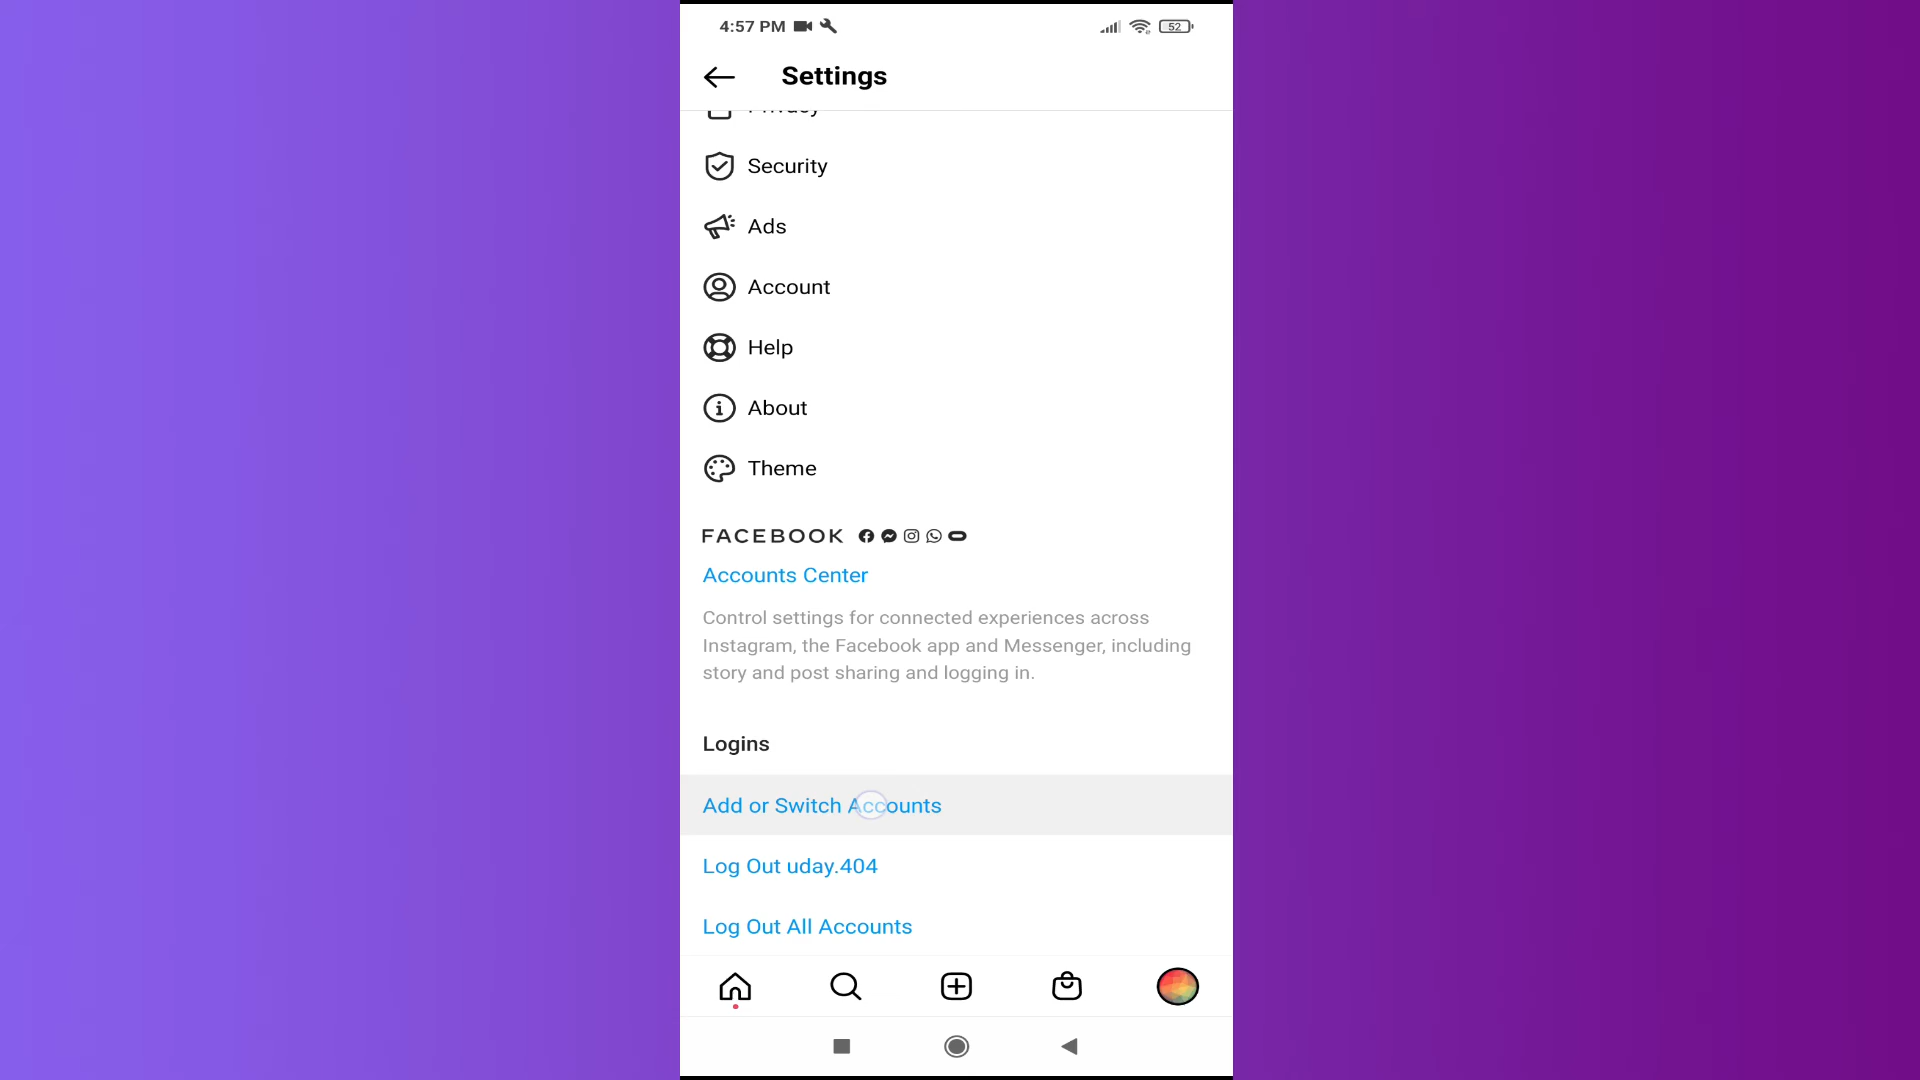 4:57 PM
52
Settings
Privacy
Security
Ads
Account
Help
About
Theme
FACEBOOK
Accounts Center
Control settings for connected experiences across
Instagram, the Facebook app and Messenger, including
story and post sharing and logging in.
Logins
Add or Switch Accounts
Log Out uday.404
Log Out All Accounts